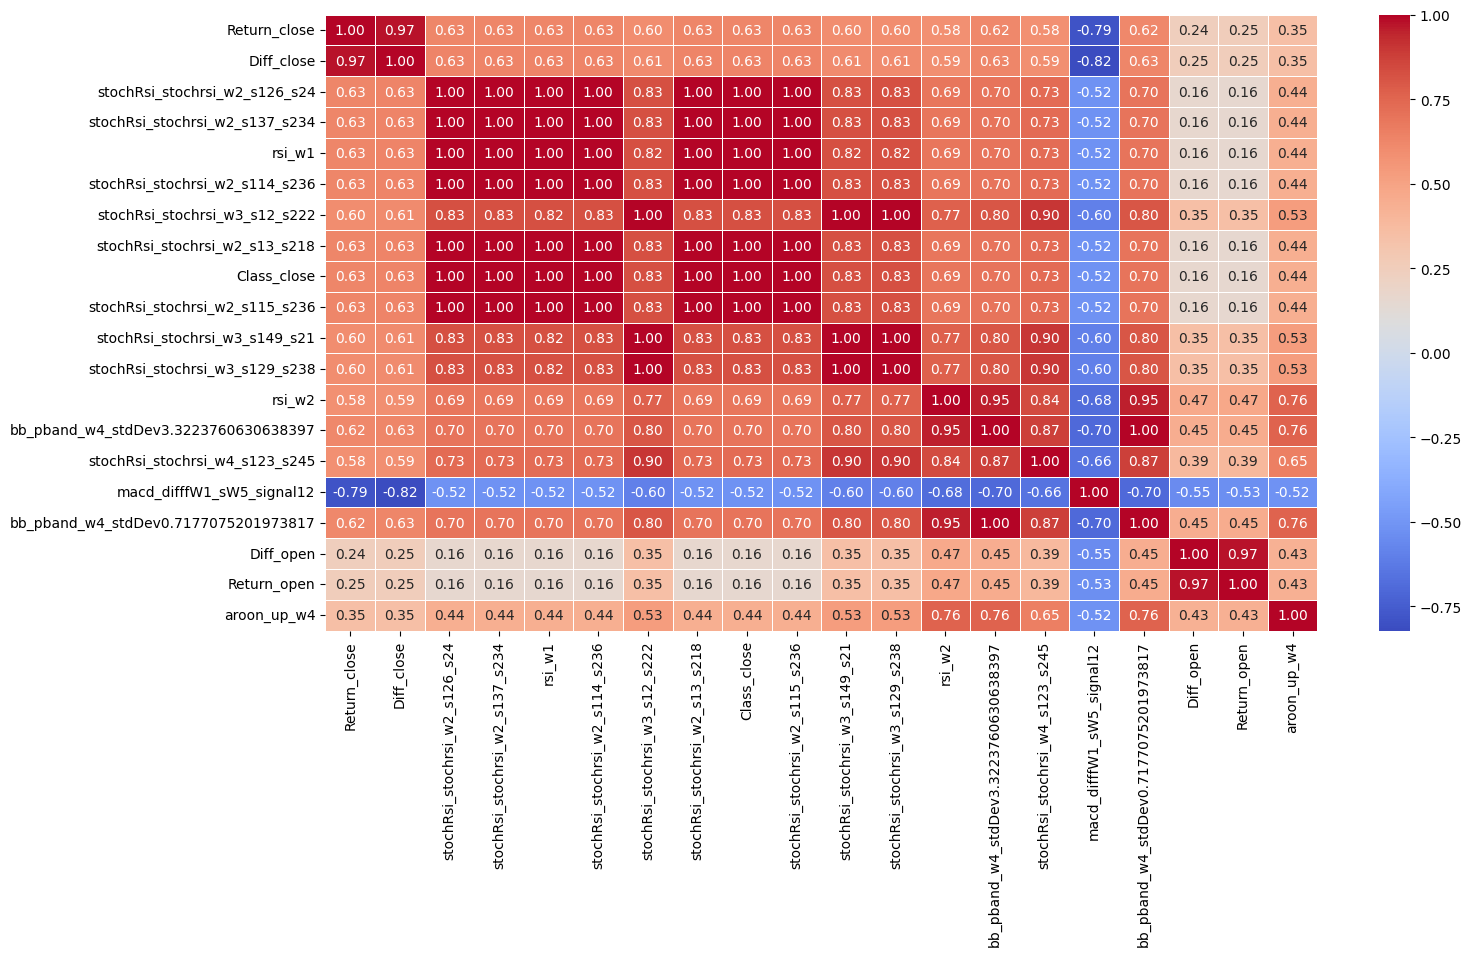 Return_close 1.00 0.97 0.63 0.63 0.63 0.63 0.60 0.63 0.63 0.63 0.60 0.60 0.58 0.62 0.58 -0.79 0.62 0.24 0.25 0.35
Diff_close 0.97 1.00 0.63 0.63 0.63 0.63 0.61 0.63 0.63 0.63 0.61 0.61 0.59 0.63 0.59 -0.82 0.63 0.25 0.25 0.35
stochRsi_stochrsi_w2_s126_s24 0.63 0.63 1.00 1.00 1.00 1.00 0.83 1.00 1.00 1.00 0.83 0.83 0.69 0.70 0.73 -0.52 0.70 0.16 0.16 0.44
stochRsi_stochrsi_w2_s137_s234 0.63 0.63 1.00 1.00 1.00 1.00 0.83 1.00 1.00 1.00 0.83 0.83 0.69 0.70 0.73 -0.52 0.70 0.16 0.16 0.44
rsi_w1 0.63 0.63 1.00 1.00 1.00 1.00 0.82 1.00 1.00 1.00 0.82 0.82 0.69 0.70 0.73 -0.52 0.70 0.16 0.16 0.44
stochRsi_stochrsi_w2_s114_s236 0.63 0.63 1.00 1.00 1.00 1.00 0.83 1.00 1.00 1.00 0.83 0.83 0.69 0.70 0.73 -0.52 0.70 0.16 0.16 0.44
stochRsi_stochrsi_w3_s12_s222 0.60 0.61 0.83 0.83 0.82 0.83 1.00 0.83 0.83 0.83 1.00 1.00 0.77 0.80 0.90 -0.60 0.80 0.35 0.35 0.53
stochRsi_stochrsi_w2_s13_s218 0.63 0.63 1.00 1.00 1.00 1.00 0.83 1.00 1.00 1.00 0.83 0.83 0.69 0.70 0.73 -0.52 0.70 0.16 0.16 0.44
Class_close 0.63 0.63 1.00 1.00 1.00 1.00 0.83 1.00 1.00 1.00 0.83 0.83 0.69 0.70 0.73 -0.52 0.70 0.16 0.16 0.44
stochRsi_stochrsi_w2_s115_s236 0.63 0.63 1.00 1.00 1.00 1.00 0.83 1.00 1.00 1.00 0.83 0.83 0.69 0.70 0.73 -0.52 0.70 0.16 0.16 0.44
stochRsi_stochrsi_w3_s149_s21 0.60 0.61 0.83 0.83 0.82 0.83 1.00 0.83 0.83 0.83 1.00 1.00 0.77 0.80 0.90 -0.60 0.80 0.35 0.35 0.53
stochRsi_stochrsi_w3_s129_s238 0.60 0.61 0.83 0.83 0.82 0.83 1.00 0.83 0.83 0.83 1.00 1.00 0.77 0.80 0.90 -0.60 0.80 0.35 0.35 0.53
rsi_w2 0.58 0.59 0.69 0.69 0.69 0.69 0.77 0.69 0.69 0.69 0.77 0.77 1.00 0.95 0.84 -0.68 0.95 0.47 0.47 0.76
bb_pband_w4_stdDev3.3223760630638397 0.62 0.63 0.70 0.70 0.70 0.70 0.80 0.70 0.70 0.70 0.80 0.80 0.95 1.00 0.87 -0.70 1.00 0.45 0.45 0.76
stochRsi_stochrsi_w4_s123_s245 0.58 0.59 0.73 0.73 0.73 0.73 0.90 0.73 0.73 0.73 0.90 0.90 0.84 0.87 1.00 -0.66 0.87 0.39 0.39 0.65
macd_difffW1_sW5_signal12 -0.79 -0.82 -0.52 -0.52 -0.52 -0.52 -0.60 -0.52 -0.52 -0.52 -0.60 -0.60 -0.68 -0.70 -0.66 1.00 -0.70 -0.55 -0.53 -0.52
bb_pband_w4_stdDev0.7177075201973817 0.62 0.63 0.70 0.70 0.70 0.70 0.80 0.70 0.70 0.70 0.80 0.80 0.95 1.00 0.87 -0.70 1.00 0.45 0.45 0.76
Diff_open 0.24 0.25 0.16 0.16 0.16 0.16 0.35 0.16 0.16 0.16 0.35 0.35 0.47 0.45 0.39 -0.55 0.45 1.00 0.97 0.43
Return_open 0.25 0.25 0.16 0.16 0.16 0.16 0.35 0.16 0.16 0.16 0.35 0.35 0.47 0.45 0.39 -0.53 0.45 0.97 1.00 0.43
aroon_up_w4 0.35 0.35 0.44 0.44 0.44 0.44 0.53 0.44 0.44 0.44 0.53 0.53 0.76 0.76 0.65 -0.52 0.76 0.43 0.43 1.00
Return_close
Diff_close
stochRsi_stochrsi_w2_s126_s24
stochRsi_stochrsi_w2_s137_s234
rsi_w1
stochRsi_stochrsi_w2_s114_s236
stochRsi_stochrsi_w3_s12_s222
stochRsi_stochrsi_w2_s13_s218
Class_close
stochRsi_stochrsi_w2_s115_s236
stochRsi_stochrsi_w3_s149_s21
stochRsi_stochrsi_w3_s129_s238
rsi_w2
bb_pband_w4_stdDev3.3223760630638397
stochRsi_stochrsi_w4_s123_s245
macd_difffW1_sW5_signal12
bb_pband_w4_stdDev0.7177075201973817
Diff_open
Return_open
aroon_up_w4
1.00
0.75
0.50
0.25
0.00
−0.25
−0.50
−0.75